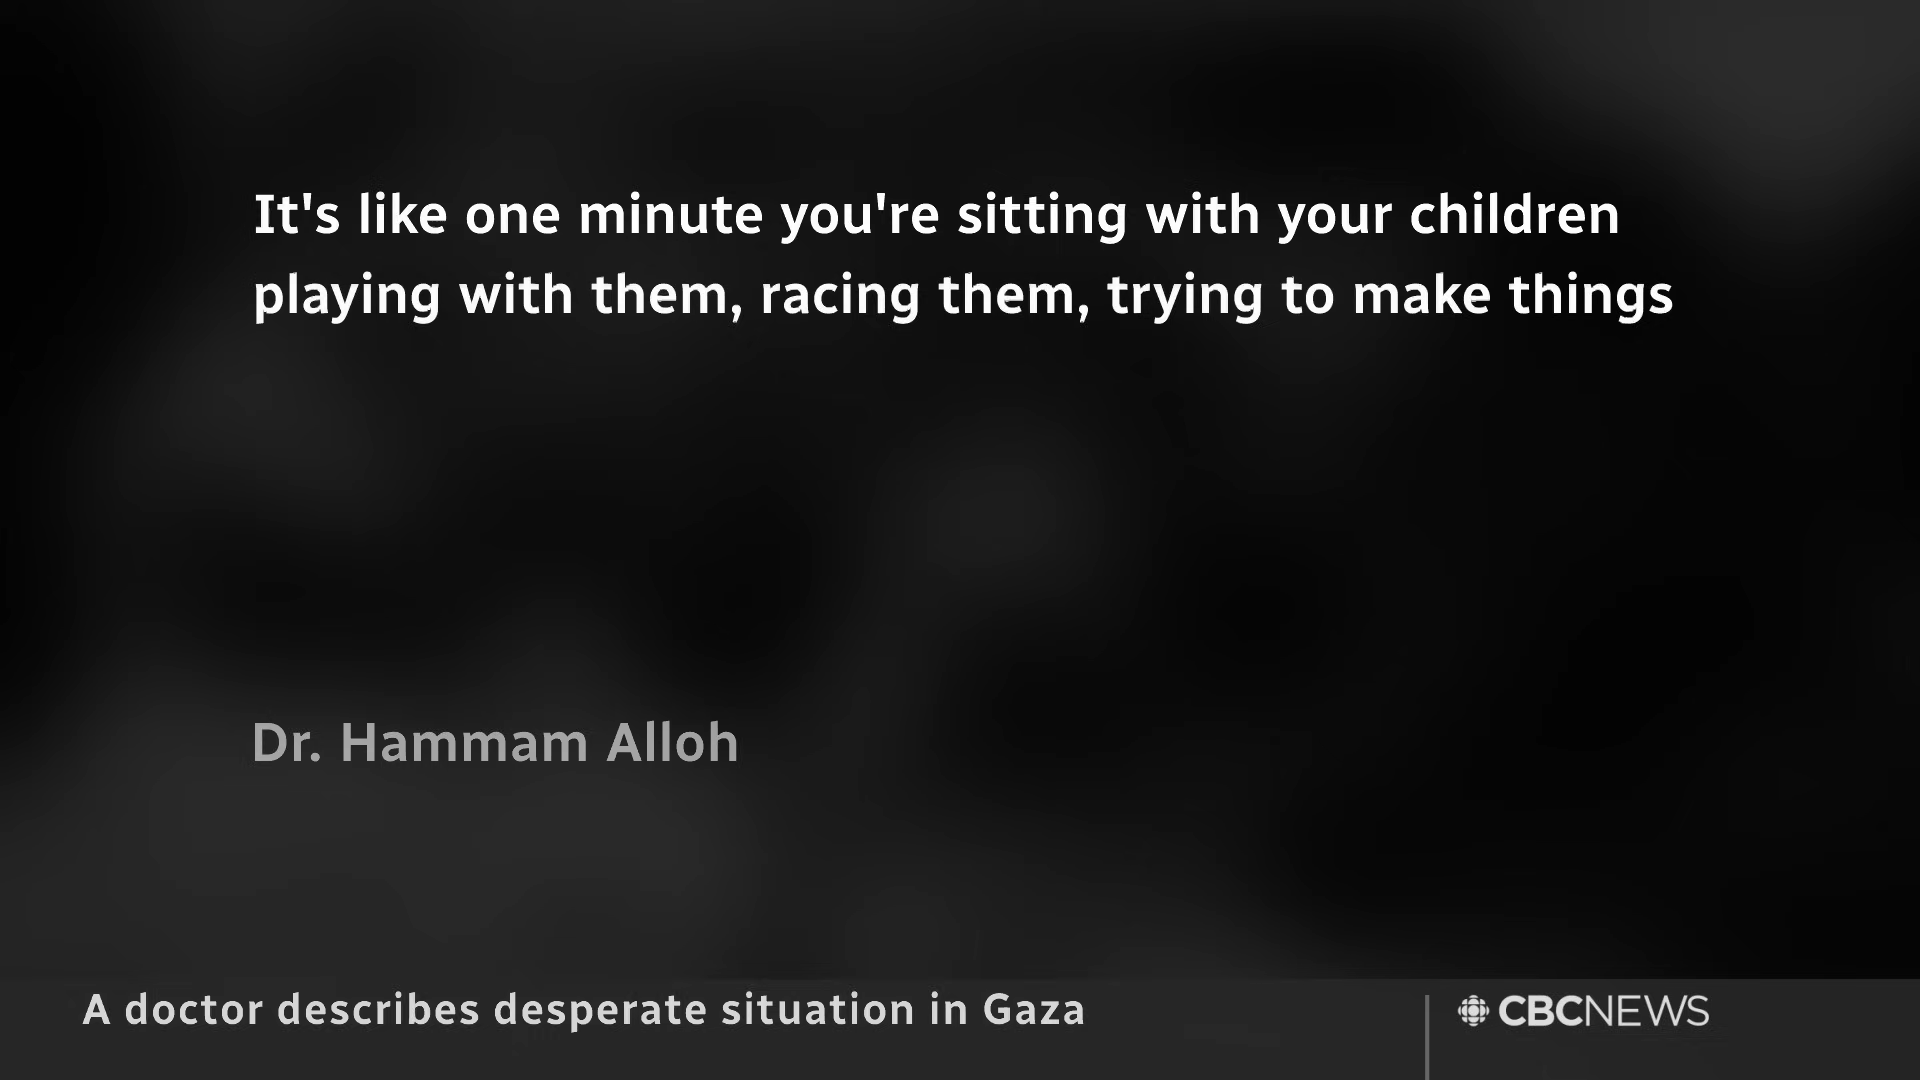 It's like one minute you're sitting with your children
playing with them, racing them, trying to make things
Dr. Hammam Alloh
A doctor describes desperate situation in Gaza
CBCNEWS